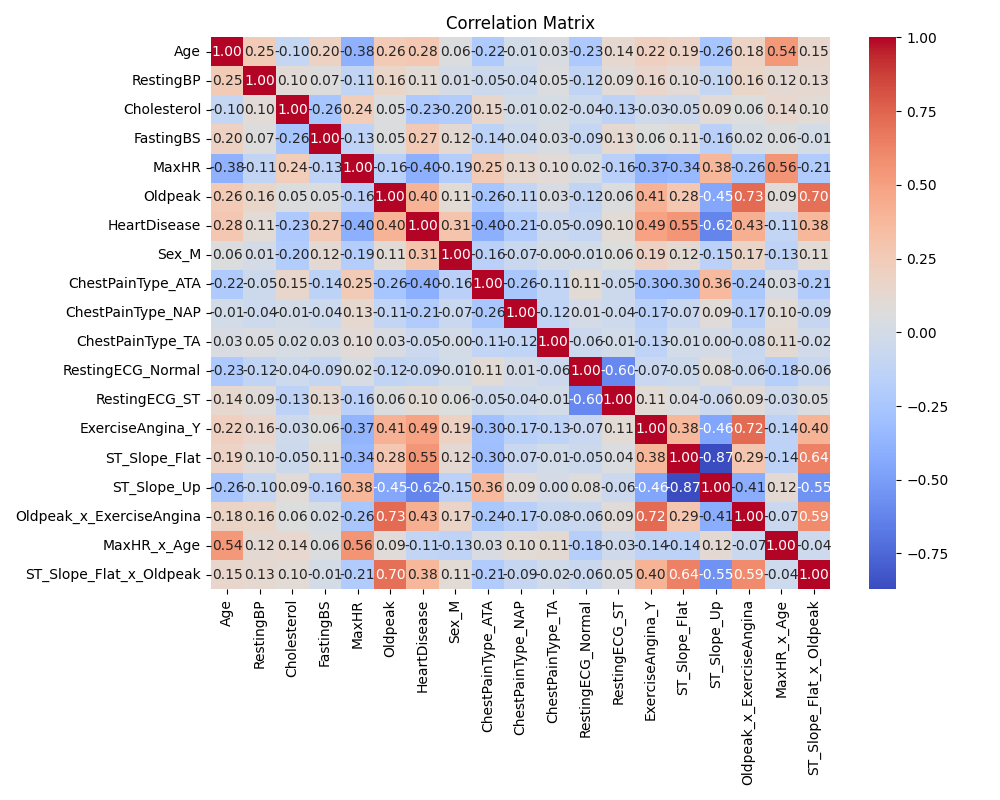 Correlation Matrix
Age 1.00 0.25 -0.10 0.20 -0.38 0.26 0.28 0.06 -0.22 -0.01 0.03 -0.23 0.14 0.22 0.19 -0.26 0.18 0.54 0.15
RestingBP 0.25 1.00 0.10 0.07 -0.11 0.16 0.11 0.01 -0.05 -0.04 0.05 -0.12 0.09 0.16 0.10 -0.10 0.16 0.12 0.13
Cholesterol -0.10 0.10 1.00 -0.26 0.24 0.05 -0.23 -0.20 0.15 -0.01 0.02 -0.04 -0.13 -0.03 -0.05 0.09 0.06 0.14 0.10
FastingBS 0.20 0.07 -0.26 1.00 -0.13 0.05 0.27 0.12 -0.14 -0.04 0.03 -0.09 0.13 0.06 0.11 -0.16 0.02 0.06 -0.01
MaxHR -0.38 -0.11 0.24 -0.13 1.00 -0.16 -0.40 -0.19 0.25 0.13 0.10 0.02 -0.16 -0.37 -0.34 0.38 -0.26 0.56 -0.21
Oldpeak 0.26 0.16 0.05 0.05 -0.16 1.00 0.40 0.11 -0.26 -0.11 0.03 -0.12 0.06 0.41 0.28 -0.45 0.73 0.09 0.70
HeartDisease 0.28 0.11 -0.23 0.27 -0.40 0.40 1.00 0.31 -0.40 -0.21 -0.05 -0.09 0.10 0.49 0.55 -0.62 0.43 -0.11 0.38
Sex_M 0.06 0.01 -0.20 0.12 -0.19 0.11 0.31 1.00 -0.16 -0.07 -0.00 -0.01 0.06 0.19 0.12 -0.15 0.17 -0.13 0.11
ChestPainType_ATA -0.22 -0.05 0.15 -0.14 0.25 -0.26 -0.40 -0.16 1.00 -0.26 -0.11 0.11 -0.05 -0.30 -0.30 0.36 -0.24 0.03 -0.21
ChestPainType_NAP -0.01 -0.04 -0.01 -0.04 0.13 -0.11 -0.21 -0.07 -0.26 1.00 -0.12 0.01 -0.04 -0.17 -0.07 0.09 -0.17 0.10 -0.09
ChestPainType_TA 0.03 0.05 0.02 0.03 0.10 0.03 -0.05 -0.00 -0.11 -0.12 1.00 -0.06 -0.01 -0.13 -0.01 0.00 -0.08 0.11 -0.02
RestingECG_Normal -0.23 -0.12 -0.04 -0.09 0.02 -0.12 -0.09 -0.01 0.11 0.01 -0.06 1.00 -0.60 -0.07 -0.05 0.08 -0.06 -0.18 -0.06
RestingECG_ST 0.14 0.09 -0.13 0.13 -0.16 0.06 0.10 0.06 -0.05 -0.04 -0.01 -0.60 1.00 0.11 0.04 -0.06 0.09 -0.03 0.05
ExerciseAngina_Y 0.22 0.16 -0.03 0.06 -0.37 0.41 0.49 0.19 -0.30 -0.17 -0.13 -0.07 0.11 1.00 0.38 -0.46 0.72 -0.14 0.40
ST_Slope_Flat 0.19 0.10 -0.05 0.11 -0.34 0.28 0.55 0.12 -0.30 -0.07 -0.01 -0.05 0.04 0.38 1.00 -0.87 0.29 -0.14 0.64
ST_Slope_Up -0.26 -0.10 0.09 -0.16 0.38 -0.45 -0.62 -0.15 0.36 0.09 0.00 0.08 -0.06 -0.46 -0.87 1.00 -0.41 0.12 -0.55
Oldpeak_x_ExerciseAngina 0.18 0.16 0.06 0.02 -0.26 0.73 0.43 0.17 -0.24 -0.17 -0.08 -0.06 0.09 0.72 0.29 -0.41 1.00 -0.07 0.59
MaxHR_x_Age 0.54 0.12 0.14 0.06 0.56 0.09 -0.11 -0.13 0.03 0.10 0.11 -0.18 -0.03 -0.14 -0.14 0.12 -0.07 1.00 -0.04
ST_Slope_Flat_x_Oldpeak 0.15 0.13 0.10 -0.01 -0.21 0.70 0.38 0.11 -0.21 -0.09 -0.02 -0.06 0.05 0.40 0.64 -0.55 0.59 -0.04 1.00
Age
RestingBP
Cholesterol
FastingBS
MaxHR
Oldpeak
HeartDisease
Sex_M
ChestPainType_ATA
ChestPainType_NAP
ChestPainType_TA
RestingECG_Normal
RestingECG_ST
ExerciseAngina_Y
ST_Slope_Flat
ST_Slope_Up
Oldpeak_x_ExerciseAngina
MaxHR_x_Age
ST_Slope_Flat_x_Oldpeak
1.00
0.75
0.50
0.25
0.00
-0.25
-0.50
-0.75